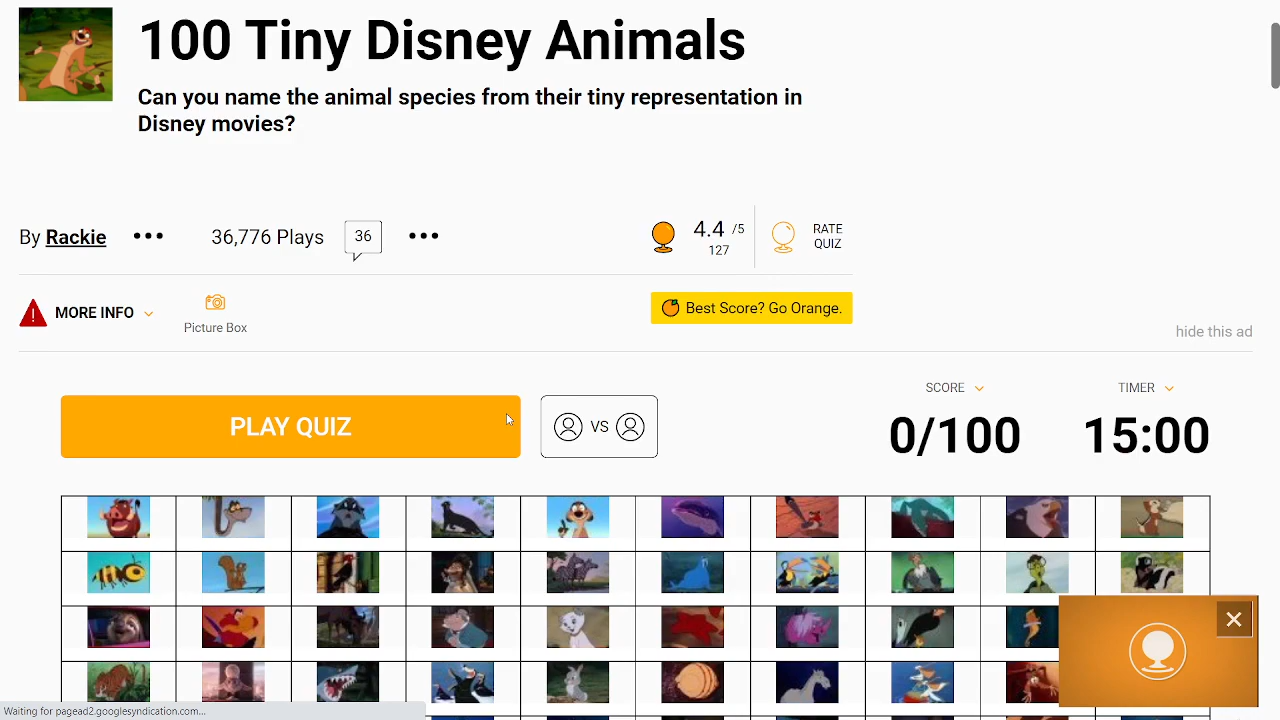 100 Tiny Disney Animals
Can you name the animal species from their tiny representation in
Disney movies?
By Rackie ••• 36,776 Plays 36 •••
4.4 /5
127
RATE
QUIZ
MORE INFO
Picture Box
Best Score? Go Orange.
hide this ad
PLAY QUIZ
VS
SCORE
0/100
TIMER
15:00
Waiting for pagead2.googlesyndication.com...